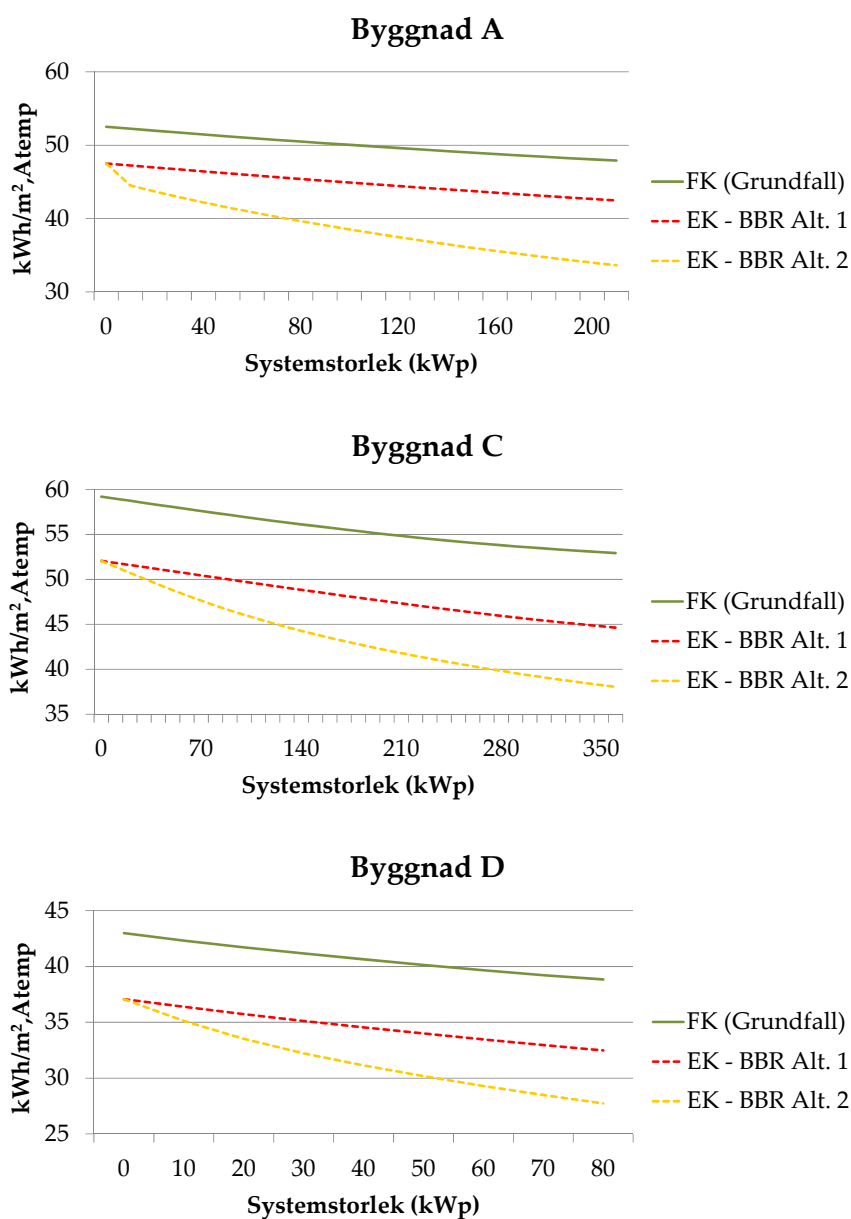 Byggnad A
kWh/m²,Atemp
60
50
40
30
0 40 80 120 160 200
Systemstorlek (kWp)
FK (Grundfall)
EK - BBR Alt. 1
EK - BBR Alt. 2
Byggnad C
kWh/m²,Atemp
60
55
50
45
40
35
0 70 140 210 280 350
Systemstorlek (kWp)
FK (Grundfall)
EK - BBR Alt. 1
EK - BBR Alt. 2
Byggnad D
kWh/m²,Atemp
45
40
35
30
25
0 10 20 30 40 50 60 70 80
Systemstorlek (kWp)
FK (Grundfall)
EK - BBR Alt. 1
EK - BBR Alt. 2